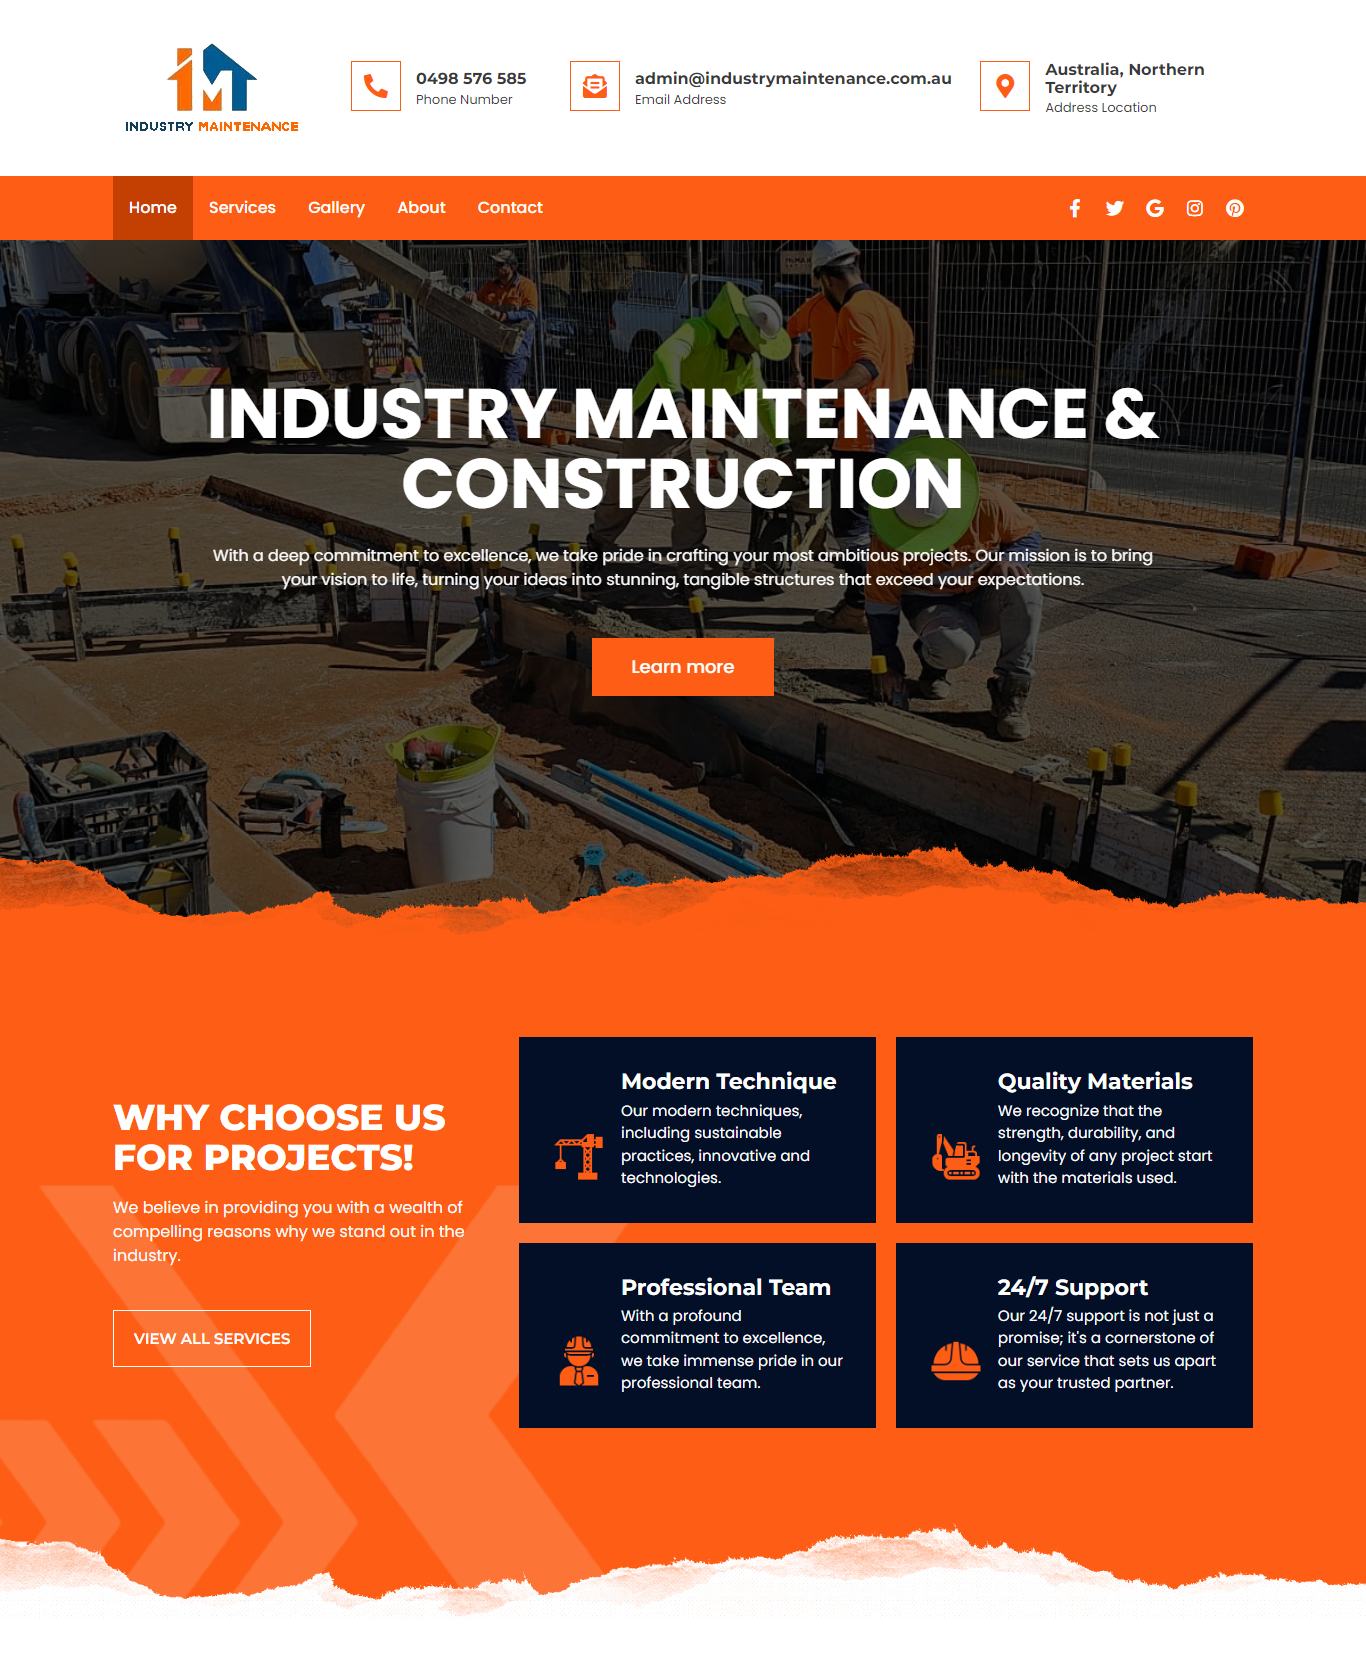 INDUSTRY MAINTENANCE
0498 576 585
Phone Number
admin@industrymaintenance.com.au
Email Address
Australia, Northern
Territory
Address Location
Home Services Gallery About Contact
INDUSTRY MAINTENANCE &
CONSTRUCTION
With a deep commitment to excellence, we take pride in crafting your most ambitious projects. Our mission is to bring
your vision to life, turning your ideas into stunning, tangible structures that exceed your expectations.
Learn more
WHY CHOOSE US
FOR PROJECTS!
We believe in providing you with a wealth of
compelling reasons why we stand out in the
industry.
VIEW ALL SERVICES
Modern Technique
Our modern techniques,
including sustainable
practices, innovative and
technologies.
Quality Materials
We recognize that the
strength, durability, and
longevity of any project start
with the materials used.
Professional Team
With a profound
commitment to excellence,
we take immense pride in our
professional team.
24/7 Support
Our 24/7 support is not just a
promise; it's a cornerstone of
our service that sets us apart
as your trusted partner.